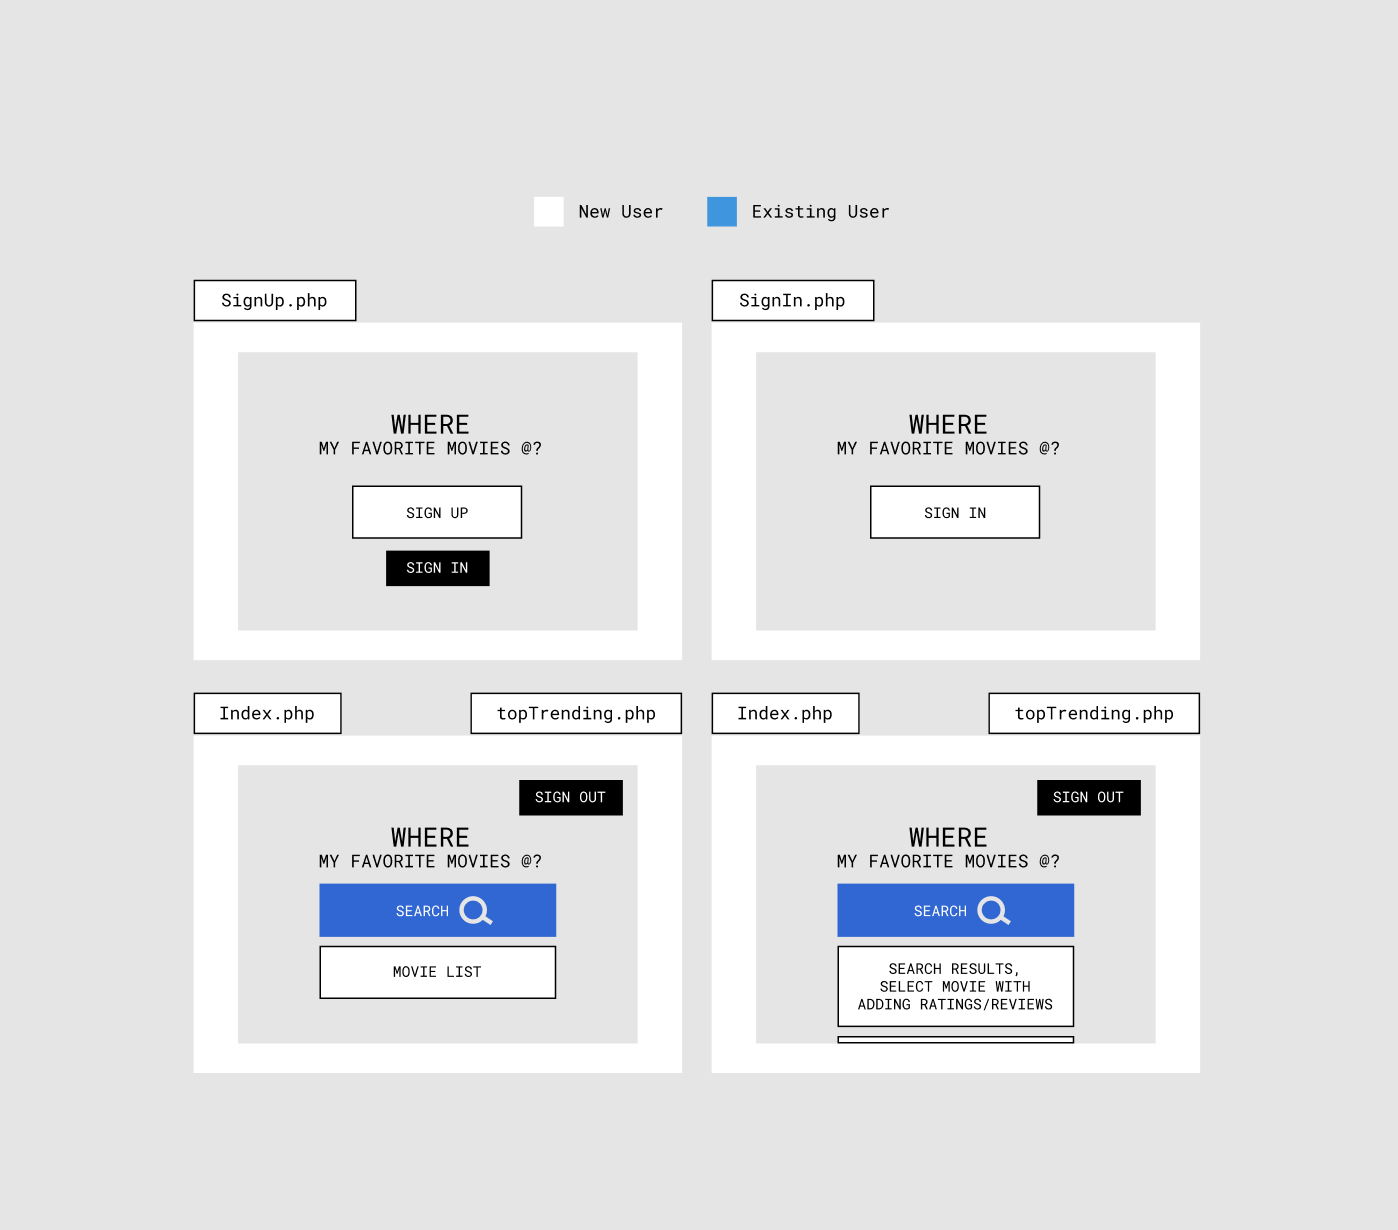 New User
Existing User
SignUp.php
WHERE
MY FAVORITE MOVIES @?
SIGN UP
SIGN IN
SignIn.php
WHERE
MY FAVORITE MOVIES @?
SIGN IN
Index.php
topTrending.php
SIGN OUT
WHERE
MY FAVORITE MOVIES @?
SEARCH
MOVIE LIST
Index.php
topTrending.php
SIGN OUT
WHERE
MY FAVORITE MOVIES @?
SEARCH
SEARCH RESULTS,
SELECT MOVIE WITH
ADDING RATINGS/REVIEWS